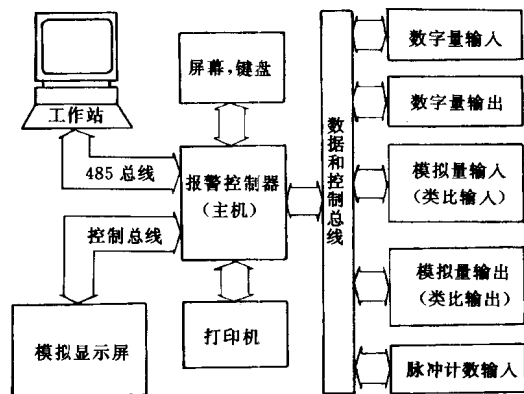 工作站
屏幕,键盘
485 总线
报警控制器
(主机)
控制总线
模拟显示屏
打印机
数据和控制总线
数字量输入
数字量输出
模拟量输入
(类比输入)
模拟量输出
(类比输出)
脉冲计数输入